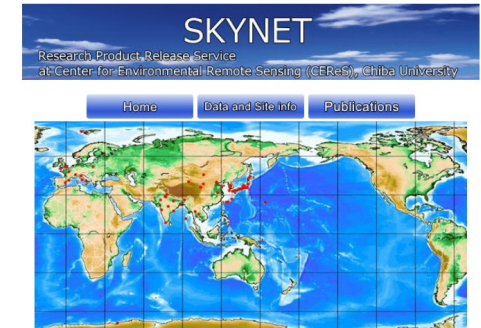 SKYNET
Research Product Release Service
at Center for Environmental Remote Sensing (CEReS), Chiba University
Home
Data and Site info
Publications